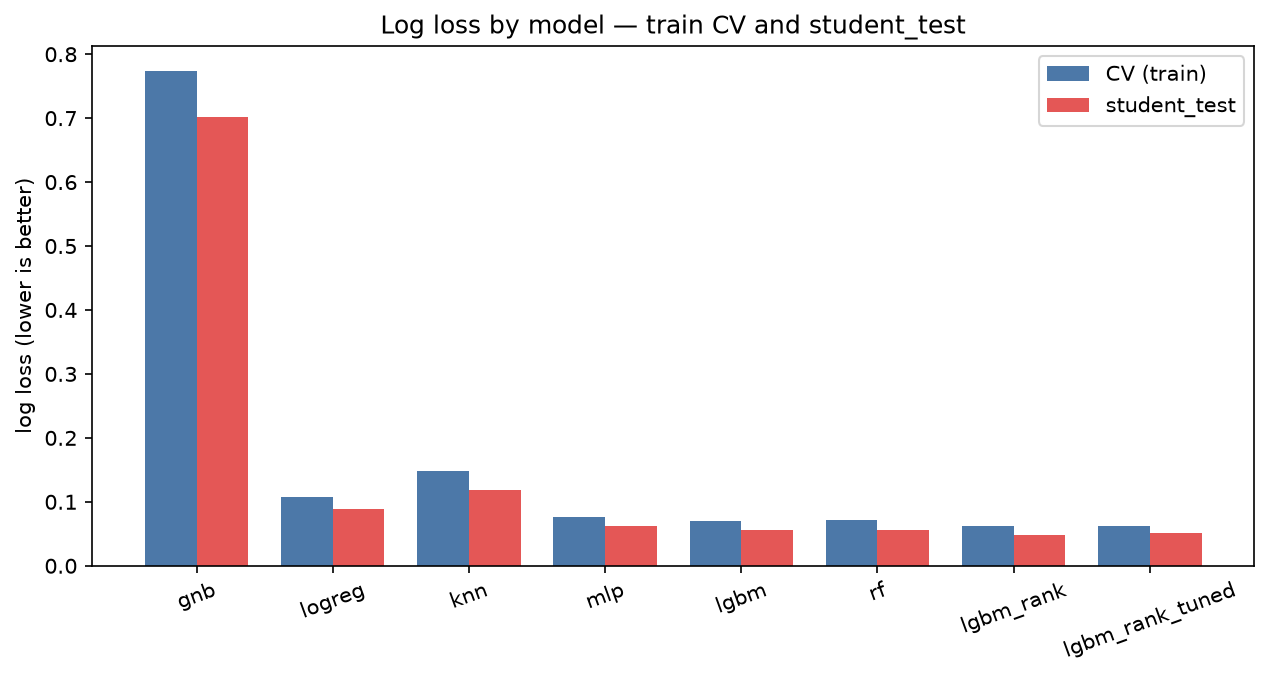 Log loss by model — train CV and student_test
CV (train)
student_test
log loss (lower is better)
0.8
0.7
0.6
0.5
0.4
0.3
0.2
0.1
0.0
gnb
logreg
knn
mlp
lgbm
rf
lgbm_rank
lgbm_rank_tuned